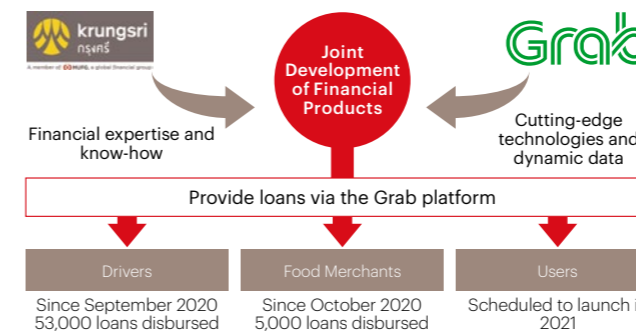 krungsri
กรุงศรี
A member of MUFG, a global financial group
Grab
Joint
Development
of Financial
Products
Financial expertise and
know-how
Cutting-edge
technologies and
dynamic data
Provide loans via the Grab platform
Drivers
Food Merchants
Users
Since September 2020
53,000 loans disbursed
Since October 2020
5,000 loans disbursed
Scheduled to launch i
2021